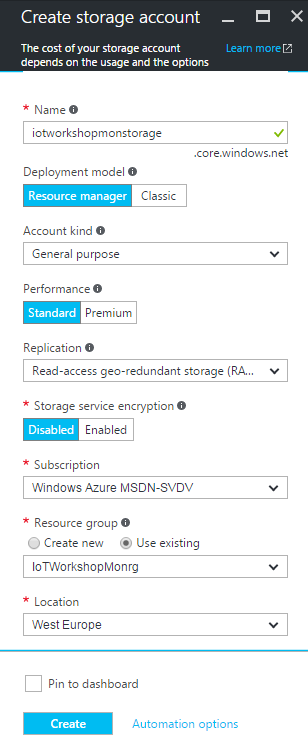 Create storage account
The cost of your storage account
depends on the usage and the options
Learn more
* Name
iotworkshopmonstorage
.core.windows.net
Deployment model
Resource manager Classic
Account kind
General purpose
Performance
Standard Premium
Replication
Read-access geo-redundant storage (RA...
* Storage service encryption
Disabled Enabled
* Subscription
Windows Azure MSDN-SVDV
* Resource group
Create new Use existing
IoTWorkshopMonrg
* Location
West Europe
Pin to dashboard
Create Automation options